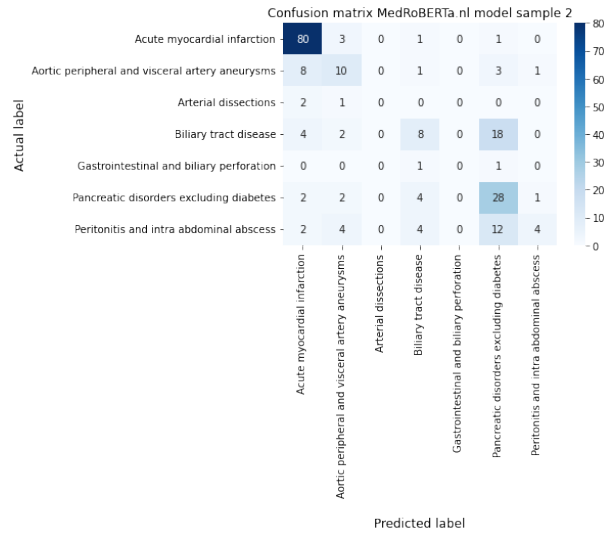 Confusion matrix MedRoBERTa.nl model sample 2
Actual label
Acute myocardial infarction 80 3 0 1 0 1 0
Aortic peripheral and visceral artery aneurysms 8 10 0 1 0 3 1
Arterial dissections 2 1 0 0 0 0 0
Biliary tract disease 4 2 0 8 0 18 0
Gastrointestinal and biliary perforation 0 0 0 1 0 1 0
Pancreatic disorders excluding diabetes 2 2 0 4 0 28 1
Peritonitis and intra abdominal abscess 2 4 0 4 0 12 4
80
70
60
50
40
30
20
10
0
Acute myocardial infarction
Aortic peripheral and visceral artery aneurysms
Arterial dissections
Biliary tract disease
Gastrointestinal and biliary perforation
Pancreatic disorders excluding diabetes
Peritonitis and intra abdominal abscess
Predicted label